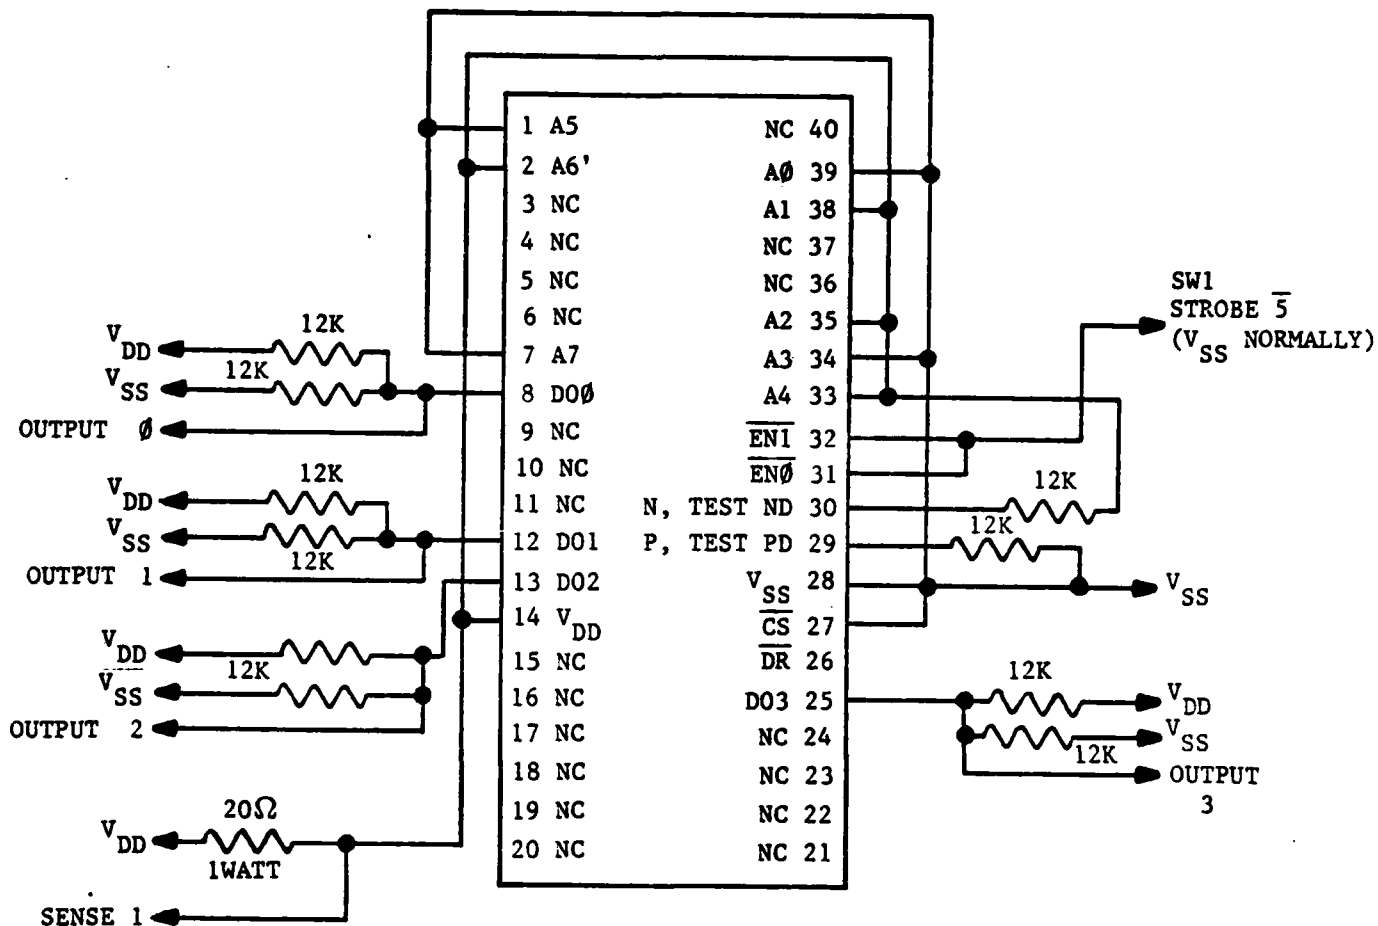 1 A5
2 A6'
3 NC
4 NC
5 NC
6 NC
7 A7
8 DOØ
9 NC
10 NC
11 NC
12 DO1
13 DO2
14 VDD
15 NC
16 NC
17 NC
18 NC
19 NC
20 NC
NC 40
AØ 39
A1 38
NC 37
NC 36
A2 35
A3 34
A4 33
EN1 32
ENØ 31
N, TEST ND 30
P, TEST PD 29
VSS 28
CS 27
DR 26
DO3 25
NC 24
NC 23
NC 22
NC 21
12K
VDD
VSS
12K
OUTPUT Ø
12K
VDD
VSS
12K
OUTPUT 1
VDD
12K
VSS
OUTPUT 2
20Ω
VDD
1WATT
SENSE 1
SW1
STROBE 5
(VSS NORMALLY)
12K
12K
VSS
12K
VDD
VSS
12K
OUTPUT
3